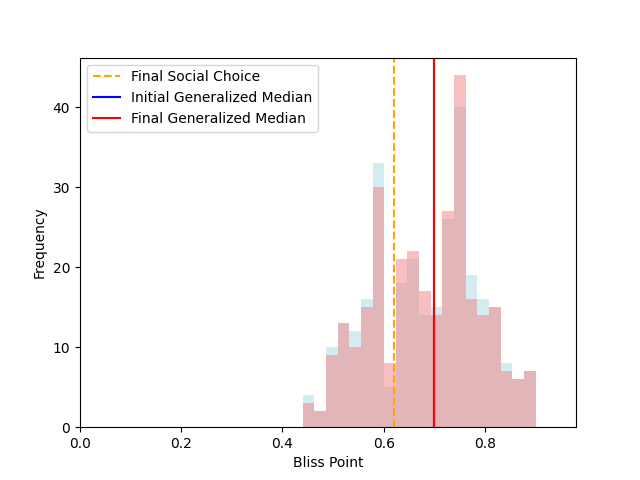 Final Social Choice
Initial Generalized Median
Final Generalized Median
Frequency
40
30
20
10
0
0.0 0.2 0.4 0.6 0.8
Bliss Point